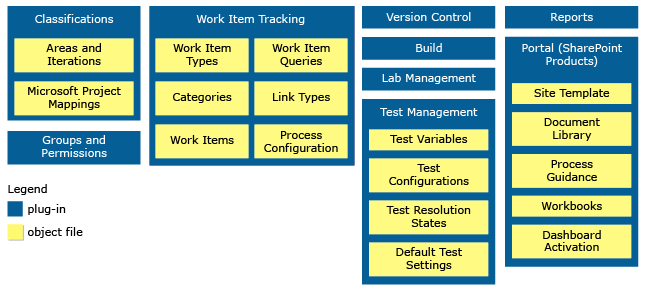 Classifications
Areas and
Iterations
Microsoft Project
Mappings
Groups and
Permissions
Legend
plug-in
object file
Work Item Tracking
Work Item
Types
Work Item
Queries
Categories
Link Types
Work Items
Process
Configuration
Version Control
Build
Lab Management
Test Management
Test Variables
Test
Configurations
Test Resolution
States
Default Test
Settings
Reports
Portal (SharePoint
Products)
Site Template
Document
Library
Process
Guidance
Workbooks
Dashboard
Activation